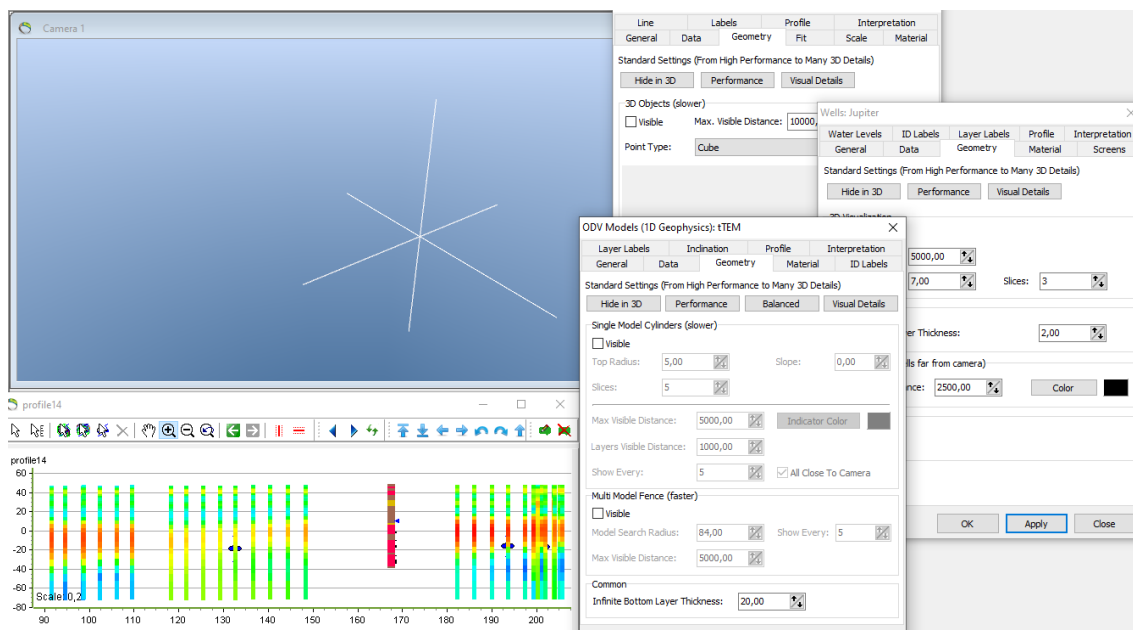 Camera 1
Line Labels Profile Interpretation
General Data Geometry Fit Scale Material
Standard Settings (From High Performance to Many 3D Details)
Hide in 3D Performance Visual Details
3D Objects (slower)
Visible Max. Visible Distance: 10000,
Point Type: Cube
Wells: Jupiter
Water Levels ID Labels Layer Labels Profile Interpretation
General Data Geometry Material Screens
Standard Settings (From High Performance to Many 3D Details)
Hide in 3D Performance Visual Details
5000,00
7,00 Slices: 3
er Thickness: 2,00
ells far from camera)
nce: 2500,00 Color
OK Apply Close
ODV Models (1D Geophysics): tTEM
Layer Labels Inclination Profile Interpretation
General Data Geometry Material ID Labels
Standard Settings (From High Performance to Many 3D Details)
Hide in 3D Performance Balanced Visual Details
Single Model Cylinders (slower)
Visible
Top Radius: 5,00 Slope: 0,00
Slices: 5
Max Visible Distance: 5000,00 Indicator Color
Layers Visible Distance: 1000,00
Show Every: 5 All Close To Camera
Multi Model Fence (faster)
Visible
Model Search Radius: 84,00 Show Every: 5
Max Visible Distance: 5000,00
Common
Infinite Bottom Layer Thickness: 20,00
profile14
profile14
60
40
20
0
-20
-40
-60
-80
Scale:0,2
90 100 110 120 130 140 150 160 170 180 190 200